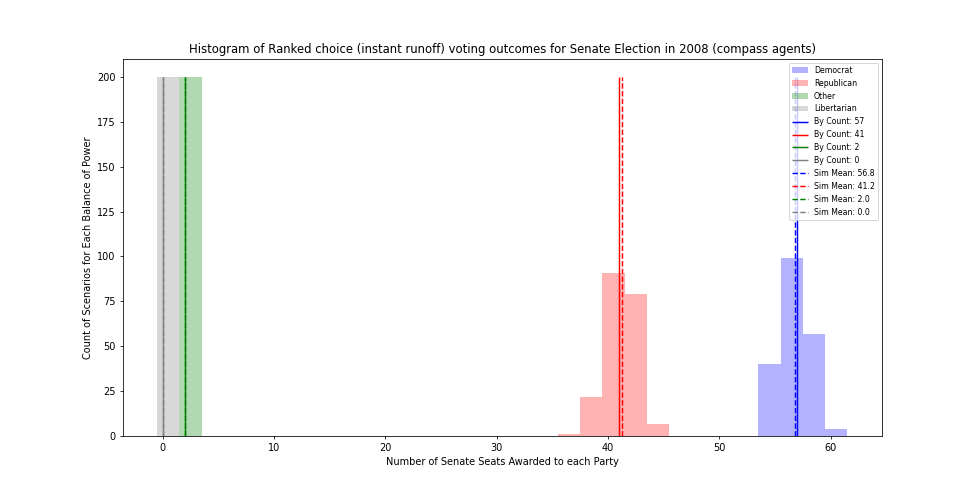 Histogram of Ranked choice (instant runoff) voting outcomes for Senate Election in 2008 (compass agents)
Count of Scenarios for Each Balance of Power
200
175
150
125
100
75
50
25
0
Democrat
Republican
Other
Libertarian
By Count: 57
By Count: 41
By Count: 2
By Count: 0
Sim Mean: 56.8
Sim Mean: 41.2
Sim Mean: 2.0
Sim Mean: 0.0
0 10 20 30 40 50 60
Number of Senate Seats Awarded to each Party